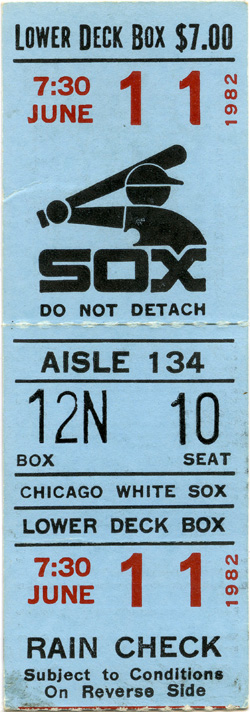 LOWER DECK BOX $7.00
7:30 JUNE 11 1982
SOX
DO NOT DETACH
AISLE 134
12N 10
BOX SEAT
CHICAGO WHITE SOX
LOWER DECK BOX
7:30 JUNE 11 1982
RAIN CHECK
Subject to Conditions
On Reverse Side